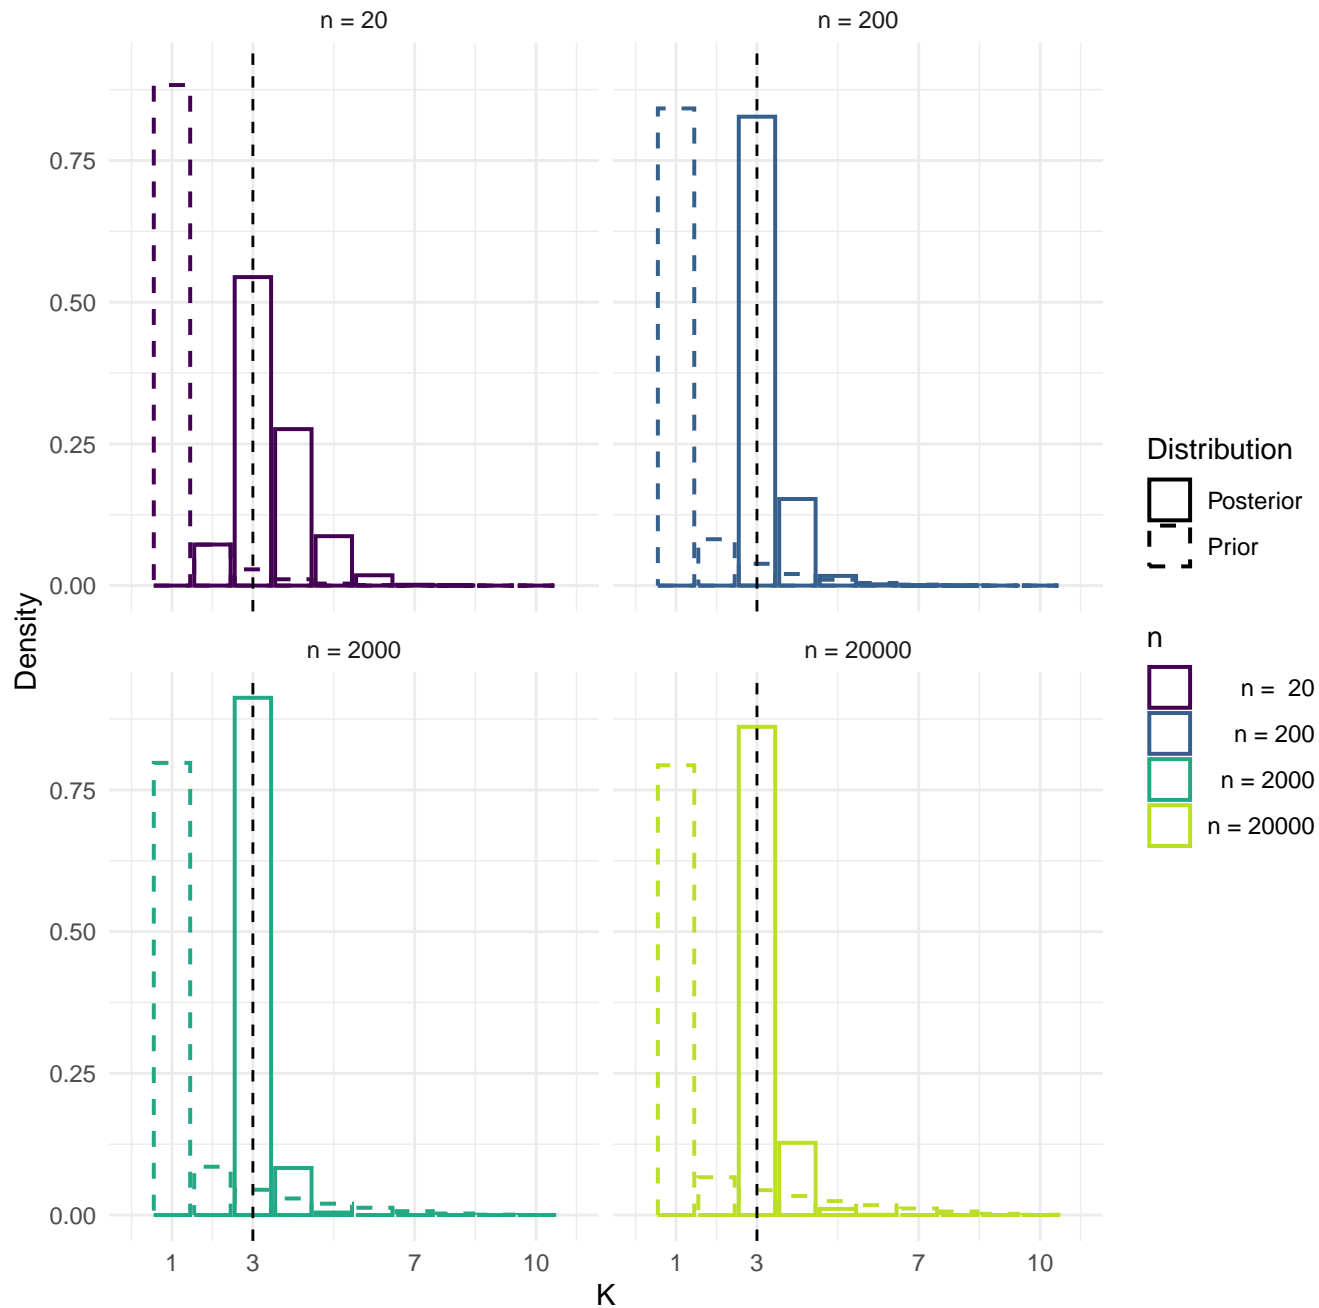 n = 20
n = 200
0.75
0.50
0.25
0.00
Density
n = 2000
n = 20000
0.75
0.50
0.25
0.00
1 3 7 10
1 3 7 10
K
Distribution
Posterior
Prior
n
n = 20
n = 200
n = 2000
n = 20000